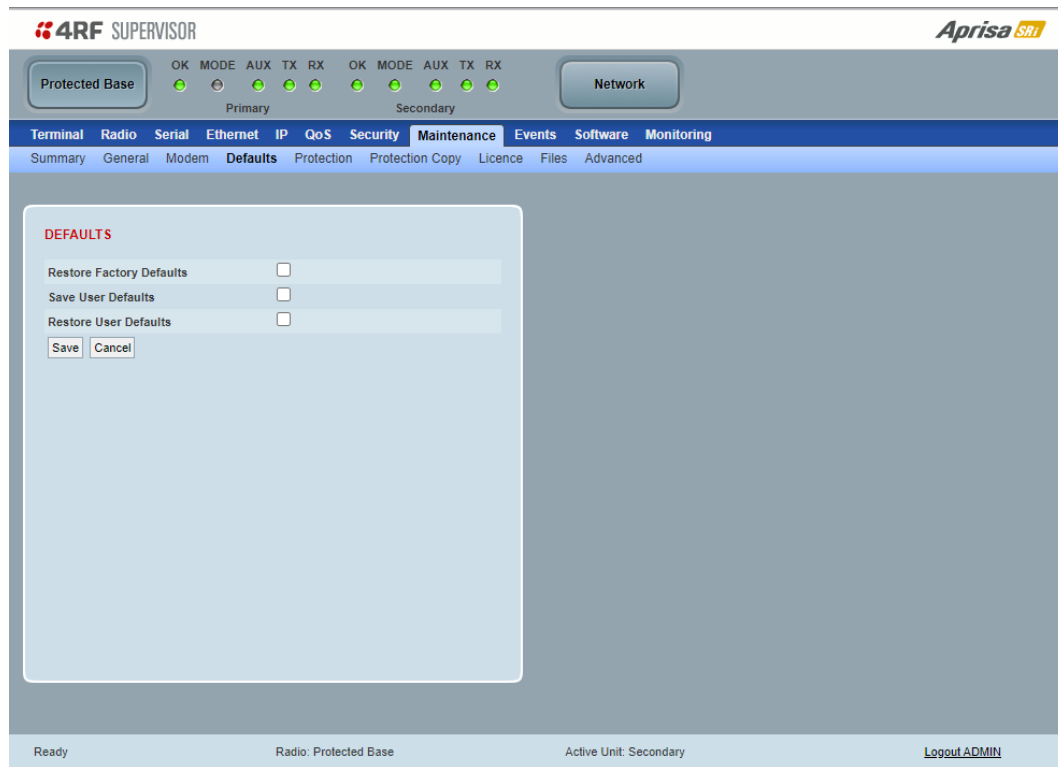 4RF SUPERVISOR
Aprisa SRi
Protected Base
OK MODE AUX TX RX OK MODE AUX TX RX
Primary Secondary
Network
Terminal Radio Serial Ethernet IP QoS Security Maintenance Events Software Monitoring
Summary General Modem Defaults Protection Protection Copy Licence Files Advanced
DEFAULTS
Restore Factory Defaults
Save User Defaults
Restore User Defaults
Save Cancel
Ready Radio: Protected Base Active Unit: Secondary Logout ADMIN